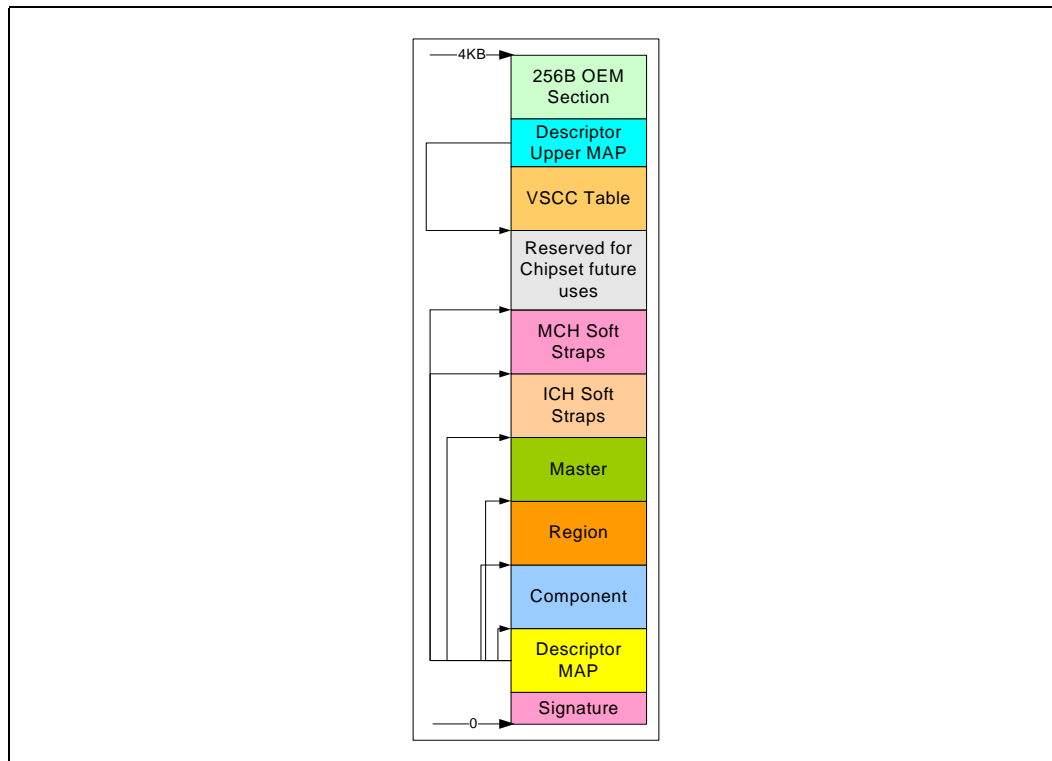 4KB
256B OEM
Section
Descriptor
Upper MAP
VSCC Table
Reserved for
Chipset future
uses
MCH Soft
Straps
ICH Soft
Straps
Master
Region
Component
Descriptor
MAP
Signature
0